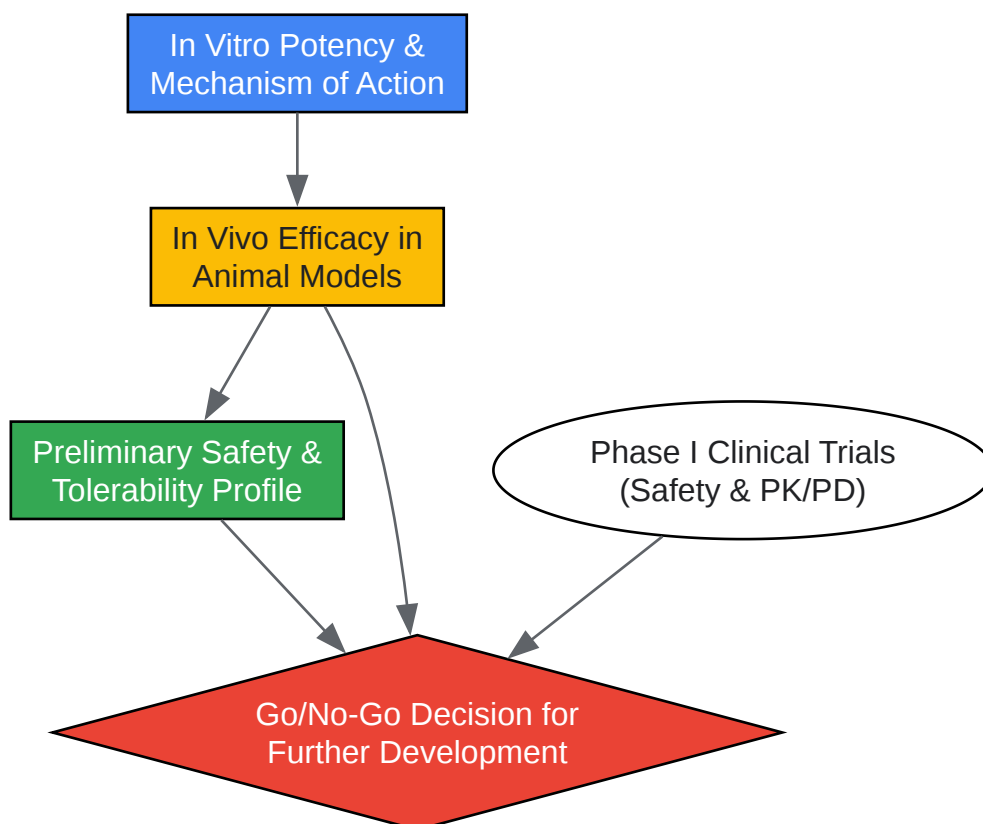 In Vitro Potency &
Mechanism of Action
In Vivo Efficacy in
Animal Models
Preliminary Safety &
Tolerability Profile
Phase I Clinical Trials
(Safety & PK/PD)
Go/No-Go Decision for
Further Development